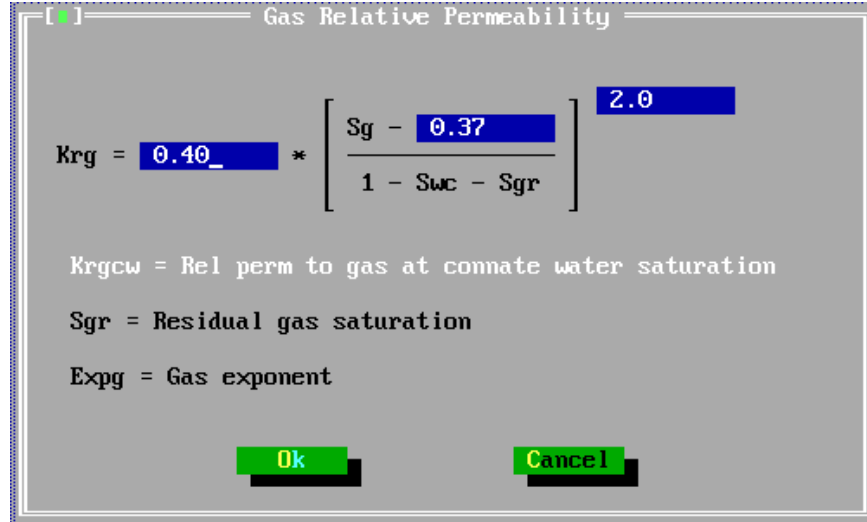 [■] Gas Relative Permeability
2.0
Sg - 0.37
Krg = 0.40_ *
1 - Swc - Sgr
Krgcw = Rel perm to gas at connate water saturation
Sgr = Residual gas saturation
Expg = Gas exponent
Ok Cancel